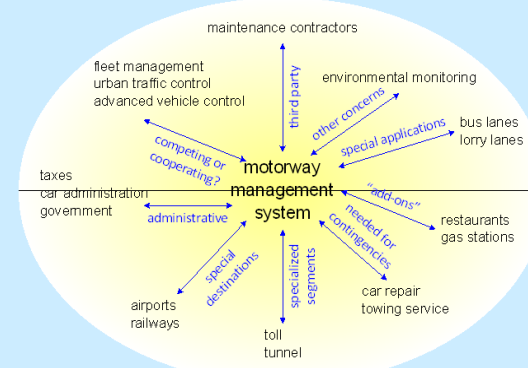 maintenance contractors
fleet management
urban traffic control
advanced vehicle control
environmental monitoring
third party
other concerns
special applications
bus lanes
lorry lanes
competing or
cooperating?
motorway
management
system
taxes
car administration
government
administrative
"add-ons"
restaurants
gas stations
needed for
contingencies
special
destinations
specialized
segments
car repair
towing service
airports
railways
toll
tunnel